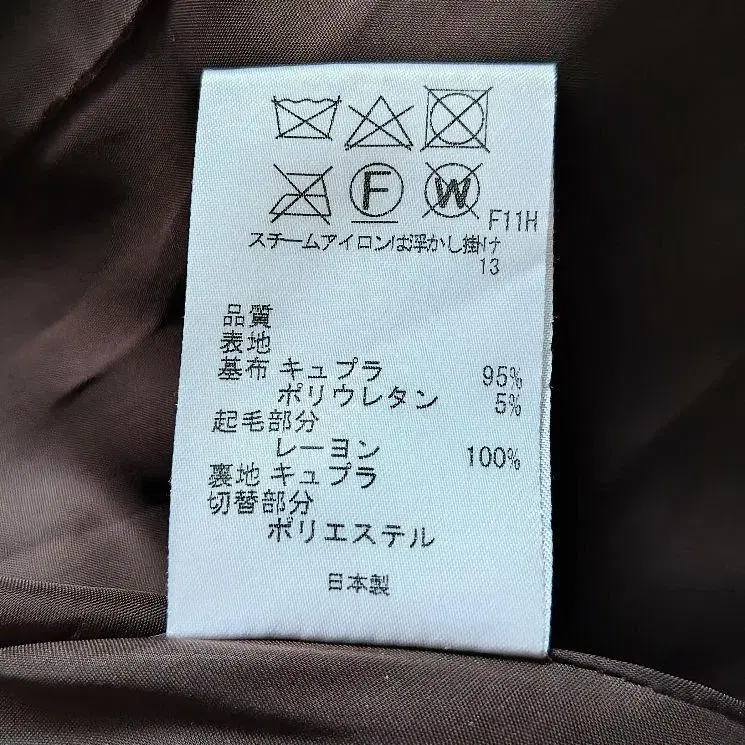 F
W
F11H
スチームアイロンは浮かし掛け
13
品質
表地
基布 キュプラ 95%
ポリウレタン 5%
起毛部分
レーヨン 100%
裏地 キュプラ
切替部分
ポリエステル
日本製